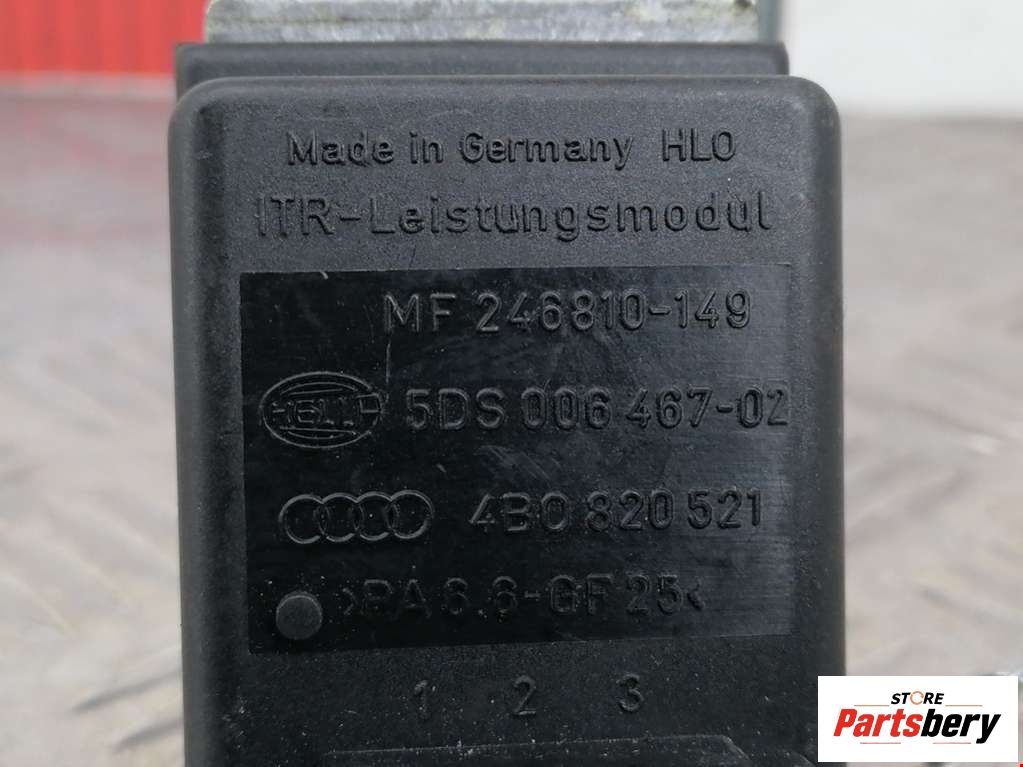 Made in Germany HLO
ITR-Leistungsmodul
MF 246810-149
HELLA 5DS 006 467-02
4B0 820 521
>PA 6.6-GF 25<
1 2 3
STORE
Partsbery